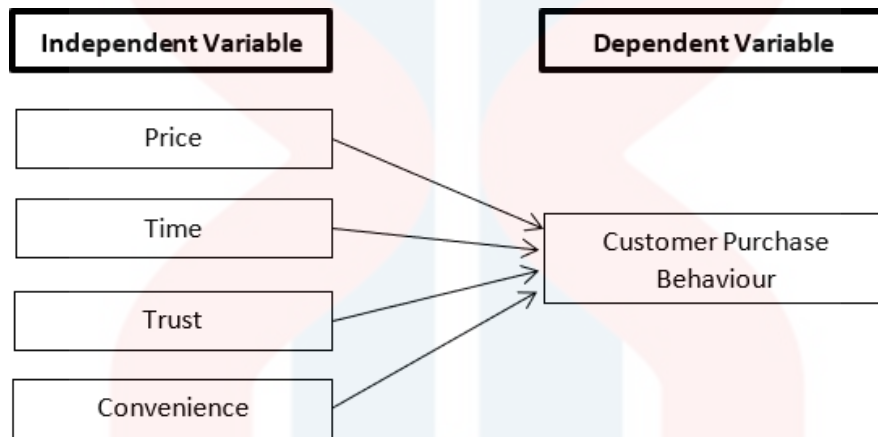 Independent Variable
Dependent Variable
Price
Time
Trust
Convenience
Customer Purchase
Behaviour